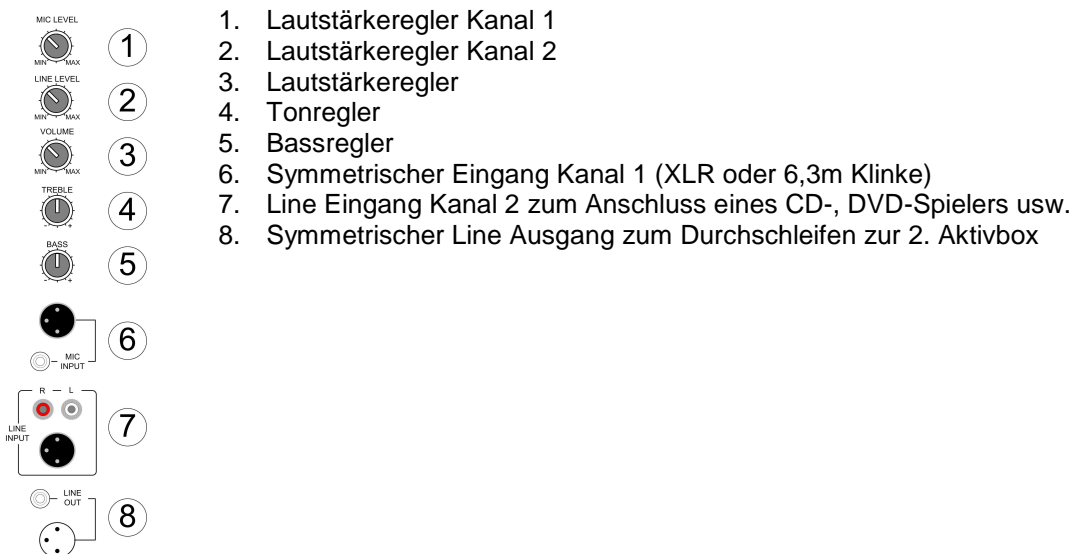 MIC LEVEL
MIN MAX
1
LINE LEVEL
MIN MAX
2
VOLUME
MIN MAX
3
TREBLE
- +
4
BASS
- +
5
6
MIC
INPUT
R L
LINE
INPUT
7
LINE
OUT
8
1. Lautstärkeregler Kanal 1
2. Lautstärkeregler Kanal 2
3. Lautstärkeregler
4. Tonregler
5. Bassregler
6. Symmetrischer Eingang Kanal 1 (XLR oder 6,3m Klinke)
7. Line Eingang Kanal 2 zum Anschluss eines CD-, DVD-Spielers usw.
8. Symmetrischer Line Ausgang zum Durchschleifen zur 2. Aktivbox